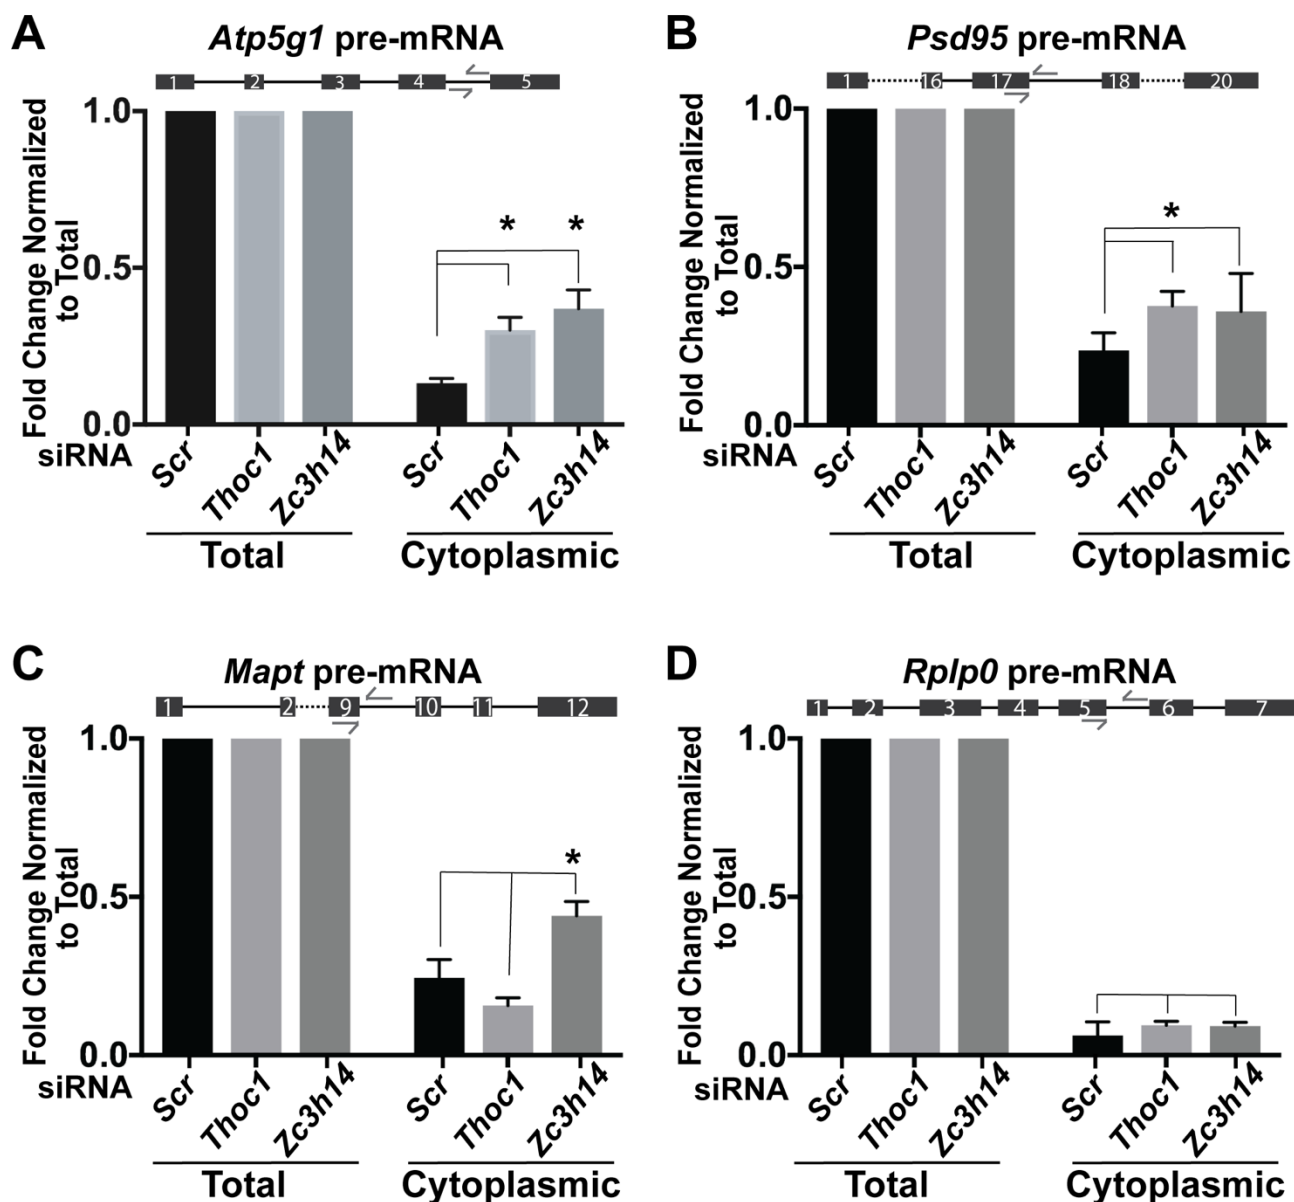 A
Atp5g1 pre-mRNA
1 2 3 4 5
Fold Change Normalized
to Total
1.0
0.5
0.0
* *
siRNA
Scr Thoc1 Zc3h14 Scr Thoc1 Zc3h14
Total Cytoplasmic
B
Psd95 pre-mRNA
1 16 17 18 20
Fold Change Normalized
to Total
1.0
0.5
0.0
*
siRNA
Scr Thoc1 Zc3h14 Scr Thoc1 Zc3h14
Total Cytoplasmic
C
Mapt pre-mRNA
1 2 9 10 11 12
Fold Change Normalized
to Total
1.0
0.5
0.0
*
siRNA
Scr Thoc1 Zc3h14 Scr Thoc1 Zc3h14
Total Cytoplasmic
D
Rplp0 pre-mRNA
1 2 3 4 5 6 7
Fold Change Normalized
to Total
1.0
0.5
0.0
siRNA
Scr Thoc1 Zc3h14 Scr Thoc1 Zc3h14
Total Cytoplasmic